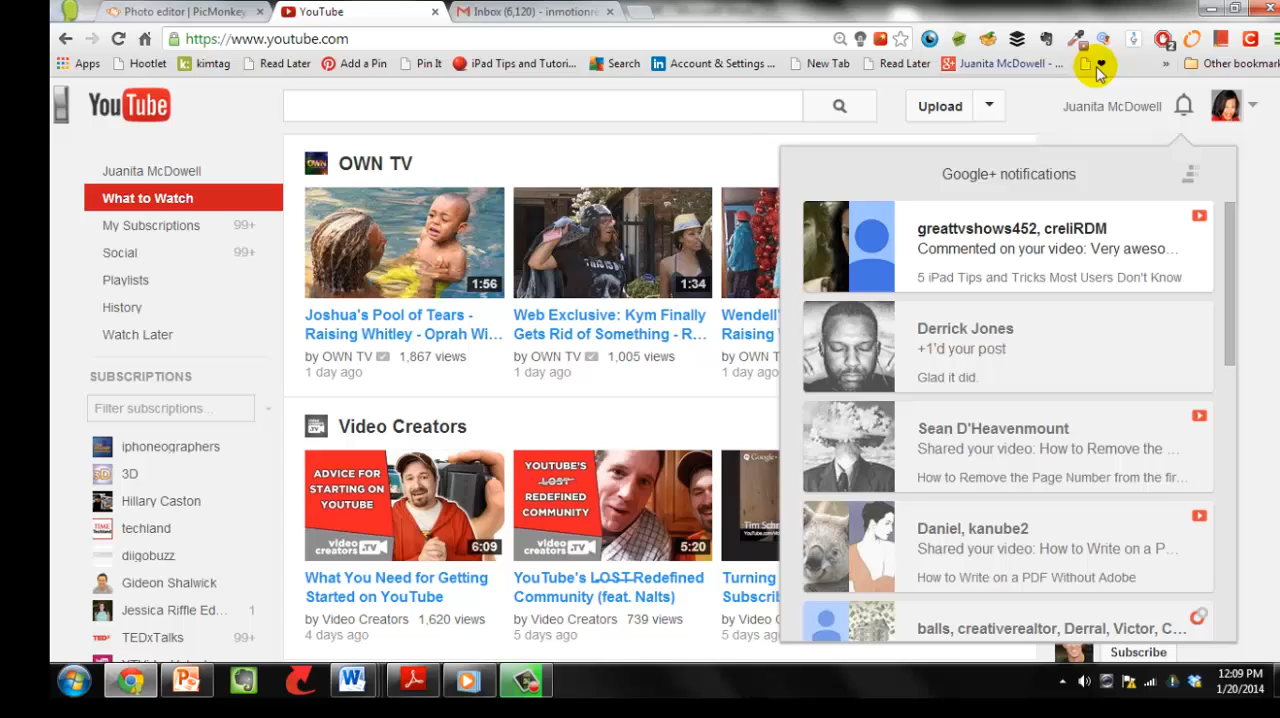 Photo editor | PicMonkey
YouTube
Inbox (6,120) - inmotionre
https://www.youtube.com
Apps Hootlet kimtag Read Later Add a Pin Pin It iPad Tips and Tutori... Search Account & Settings... New Tab Read Later Juanita McDowell - ... ❤ » Other bookmark
YouTube
Upload
Juanita McDowell
Juanita McDowell
What to Watch
My Subscriptions 99+
Social 99+
Playlists
History
Watch Later
SUBSCRIPTIONS
Filter subscriptions...
iphoneographers
3D
Hillary Caston
TIME
techland
diigobuzz
Gideon Shalwick
Jessica Riffle Ed... 1
TED
TEDxTalks 99+
OWN
OWN TV
1:56
Joshua's Pool of Tears -
Raising Whitley - Oprah Wi...
by OWN TV 1,867 views
1 day ago
1:34
Web Exclusive: Kym Finally
Gets Rid of Something - R...
by OWN TV 1,005 views
1 day ago
Wendell'
Raising
by OWN T
1 day ago
Video Creators
ADVICE FOR
STARTING ON
YOUTUBE
video
creators.TV
6:09
What You Need for Getting
Started on YouTube
by Video Creators 1,620 views
4 days ago
YOUTUBE'S
LOST
REDEFINED
COMMUNITY
video
creators.TV
5:20
YouTube's LOST Redefined
Community (feat. Nalts)
by Video Creators 739 views
5 days ago
Turning
Subscrib
by Video
5 days ago
Google+ notifications
greattvshows452, creliRDM
Commented on your video: Very aweso...
5 iPad Tips and Tricks Most Users Don't Know
Derrick Jones
+1'd your post
Glad it did.
Sean D'Heavenmount
Shared your video: How to Remove the ...
How to Remove the Page Number from the fir...
Daniel, kanube2
Shared your video: How to Write on a P...
How to Write on a PDF Without Adobe
balls, creativerealtor, Derral, Victor, C...
Subscribe
12:09 PM
1/20/2014